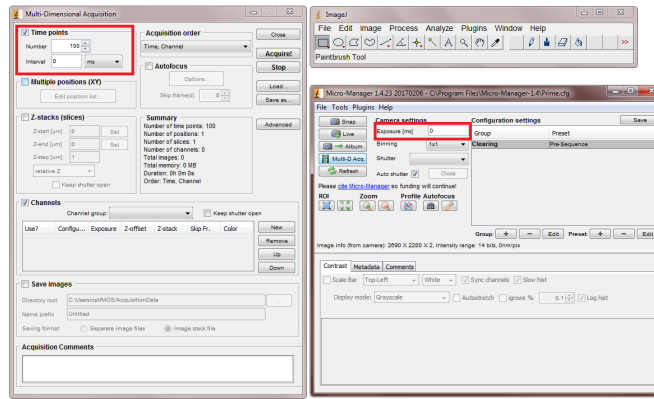 Multi-Dimensional Acquisition
Time points
Number 100
Interval 0 ms
Multiple positions (XY)
Edit position list...
Z-stacks (slices)
Z-start [um] 0 Set
Z-end [um] 0 Set
Z-step [um] 1
relative Z
Keep shutter open
Acquisition order
Time, Channel
Autofocus
Options...
Skip frame(s): 0
Summary
Number of time points: 100
Number of positions: 1
Number of slices: 1
Number of channels: 0
Total images: 0
Total memory: 0 MB
Duration: 0h 0m 0s
Order: Time, Channel
Close
Acquire!
Stop
Load...
Save as...
Advanced
Channels
Channel group: Keep shutter open
Use? Configu... Exposure Z-offset Z-stack Skip Fr. Color
New
Remove
Up
Down
Save images
Directory root C:\Users\optIMOS\AcquisitionData ...
Name prefix Untitled
Saving format Separate image files Image stack file
Acquisition Comments
ImageJ
File Edit Image Process Analyze Plugins Window Help
A >>
Paintbrush Tool
Micro-Manager 1.4.23 20170206 - C:\Program Files\Micro-Manager-1.4\Prime.cfg
File Tools Plugins Help
Snap
Live
Album
Multi-D Acq.
Refresh
Camera settings
Exposure [ms] 0
Binning 1x1
Shutter
Auto shutter Close
Configuration settings Save
Group Preset
Clearing Pre-Sequence
Please cite Micro-Manager so funding will continue!
ROI Zoom Profile Autofocus
Group: + − Edit Preset: + − Edit
Image info (from camera): 2690 X 2200 X 2, Intensity range: 14 bits, 0nm/pix
Contrast Metadata Comments
Scale Bar Top-Left White Sync channels Slow hist
Display mode: Grayscale Autostretch ignore % 0.1 Log hist